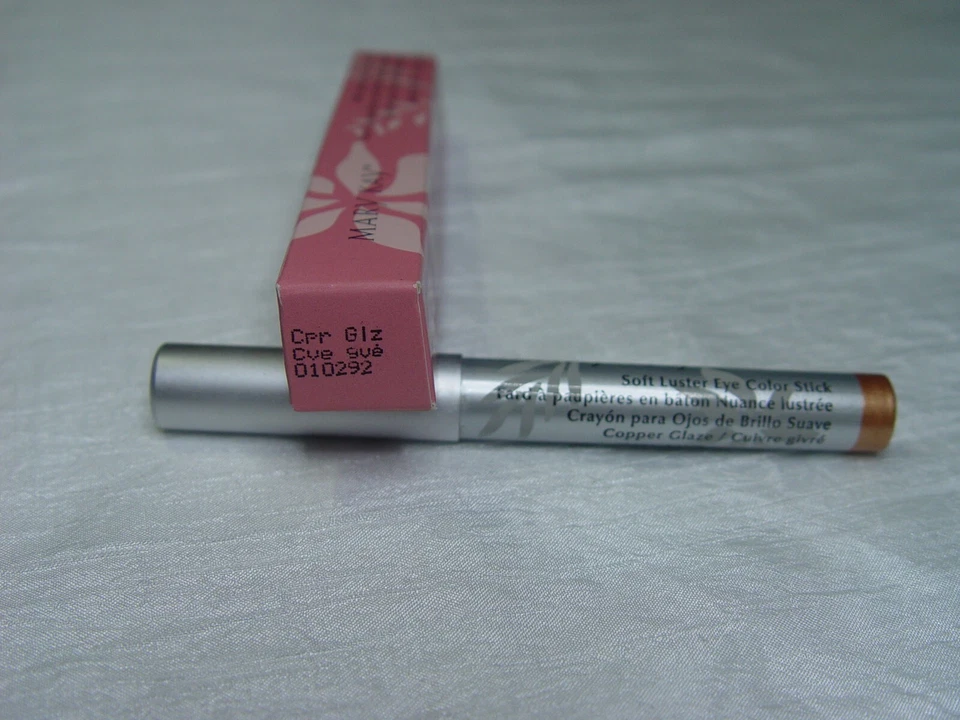 MARY KAY®
Cpr Glz
Cve gvé
010292
Soft Luster Eye Color Stick
Fard à paupières en bâton Nuance lustrée
Crayón para Ojos de Brillo Suave
Copper Glaze / Cuivre givré